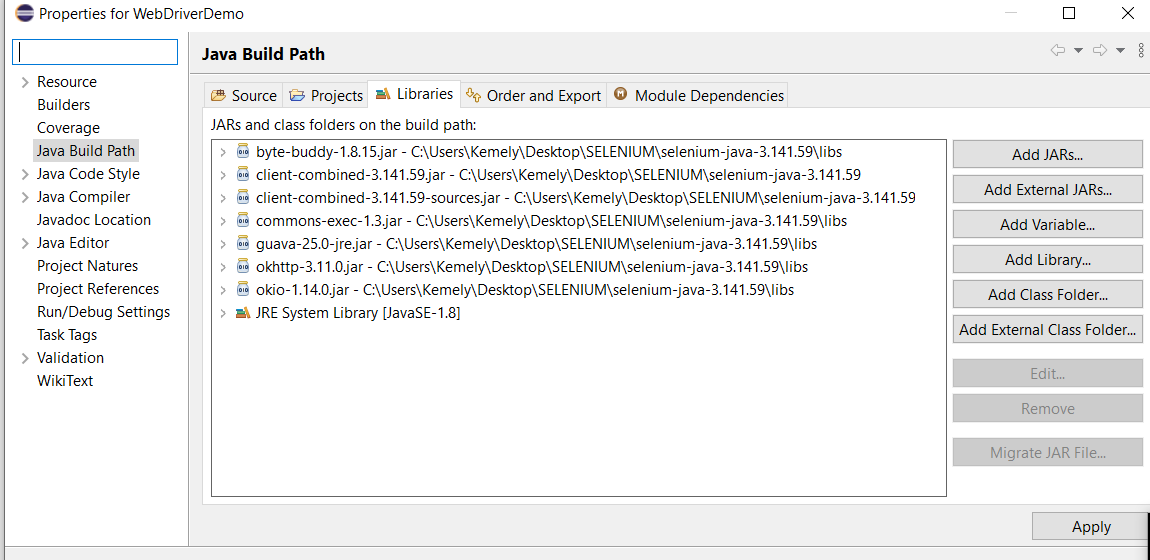 Properties for WebDriverDemo
Resource
Builders
Coverage
Java Build Path
Java Code Style
Java Compiler
Javadoc Location
Java Editor
Project Natures
Project References
Run/Debug Settings
Task Tags
Validation
WikiText
Java Build Path
Source Projects Libraries Order and Export Module Dependencies
JARs and class folders on the build path:
byte-buddy-1.8.15.jar - C:\Users\Kemely\Desktop\SELENIUM\selenium-java-3.141.59\libs
client-combined-3.141.59.jar - C:\Users\Kemely\Desktop\SELENIUM\selenium-java-3.141.59
client-combined-3.141.59-sources.jar - C:\Users\Kemely\Desktop\SELENIUM\selenium-java-3.141.59
commons-exec-1.3.jar - C:\Users\Kemely\Desktop\SELENIUM\selenium-java-3.141.59\libs
guava-25.0-jre.jar - C:\Users\Kemely\Desktop\SELENIUM\selenium-java-3.141.59\libs
okhttp-3.11.0.jar - C:\Users\Kemely\Desktop\SELENIUM\selenium-java-3.141.59\libs
okio-1.14.0.jar - C:\Users\Kemely\Desktop\SELENIUM\selenium-java-3.141.59\libs
JRE System Library [JavaSE-1.8]
Add JARs...
Add External JARs...
Add Variable...
Add Library...
Add Class Folder...
Add External Class Folder...
Edit...
Remove
Migrate JAR File...
Apply